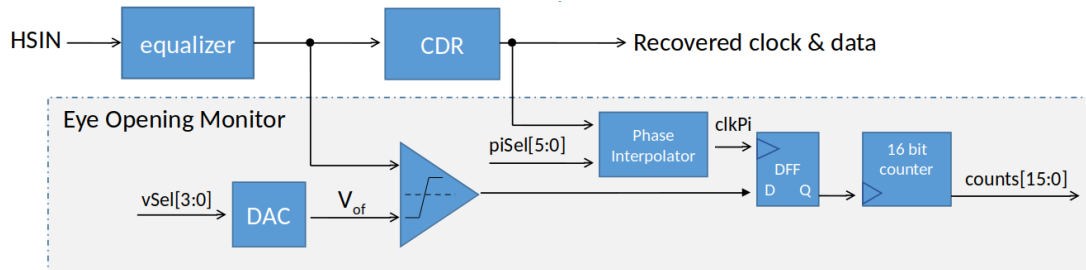 HSIN
equalizer
CDR
Recovered clock & data
Eye Opening Monitor
piSel[5:0]
Phase
Interpolator
clkPi
DFF
D Q
16 bit
counter
counts[15:0]
vSel[3:0]
DAC
Vof